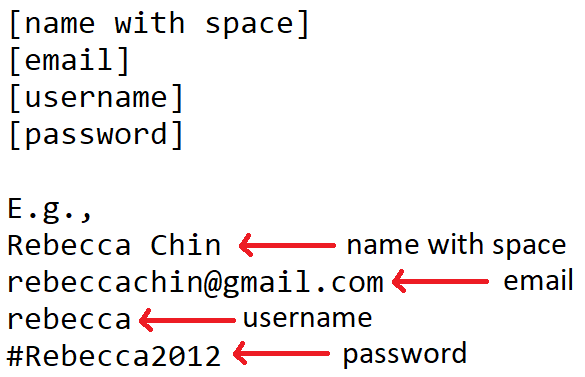 [name with space]
[email]
[username]
[password]
E.g.,
Rebecca Chin name with space
rebeccachin@gmail.com email
rebecca username
#Rebecca2012 password